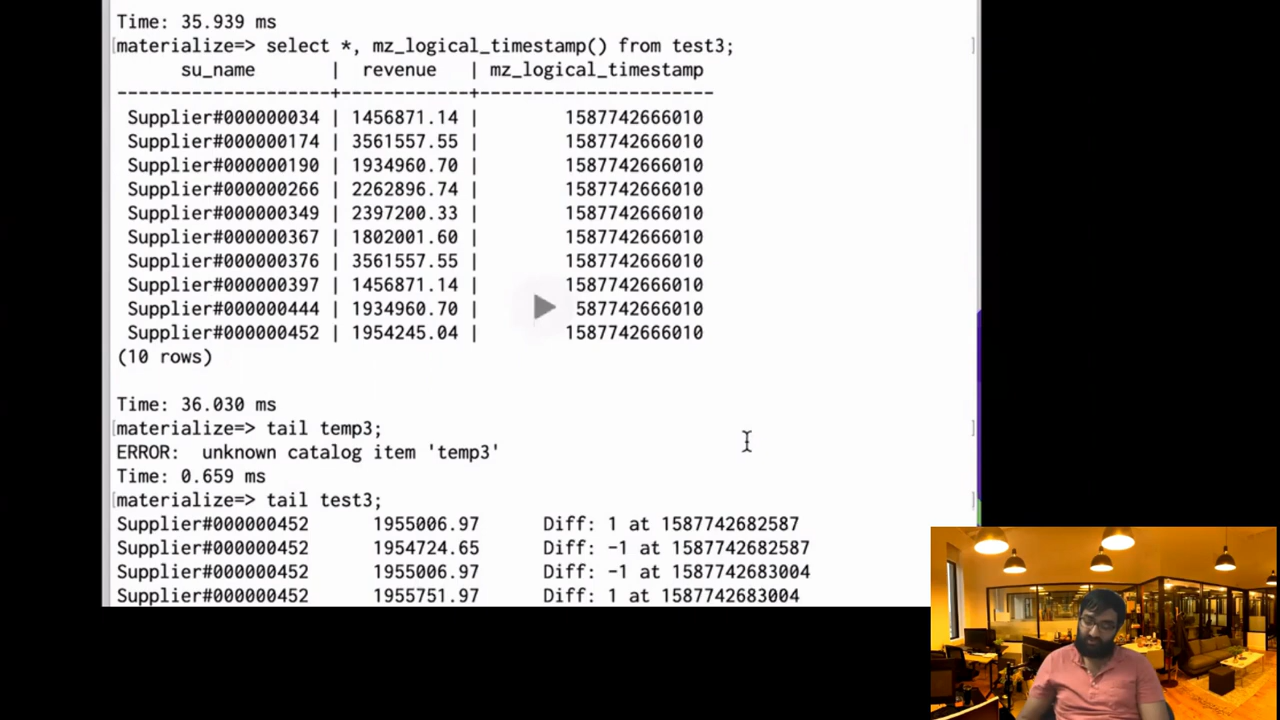 Time: 35.939 ms
[materialize=> select *, mz_logical_timestamp() from test3; ]
su_name | revenue | mz_logical_timestamp
--------------------+------------+----------------------
Supplier#000000034 | 1456871.14 | 1587742666010
Supplier#000000174 | 3561557.55 | 1587742666010
Supplier#000000190 | 1934960.70 | 1587742666010
Supplier#000000266 | 2262896.74 | 1587742666010
Supplier#000000349 | 2397200.33 | 1587742666010
Supplier#000000367 | 1802001.60 | 1587742666010
Supplier#000000376 | 3561557.55 | 1587742666010
Supplier#000000397 | 1456871.14 | 1587742666010
Supplier#000000444 | 1934960.70 | 587742666010
Supplier#000000452 | 1954245.04 | 1587742666010
(10 rows)
Time: 36.030 ms
[materialize=> tail temp3; ]
ERROR: unknown catalog item 'temp3'
Time: 0.659 ms
[materialize=> tail test3; ]
Supplier#000000452 1955006.97 Diff: 1 at 1587742682587
Supplier#000000452 1954724.65 Diff: -1 at 1587742682587
Supplier#000000452 1955006.97 Diff: -1 at 1587742683004
Supplier#000000452 1955751.97 Diff: 1 at 1587742683004